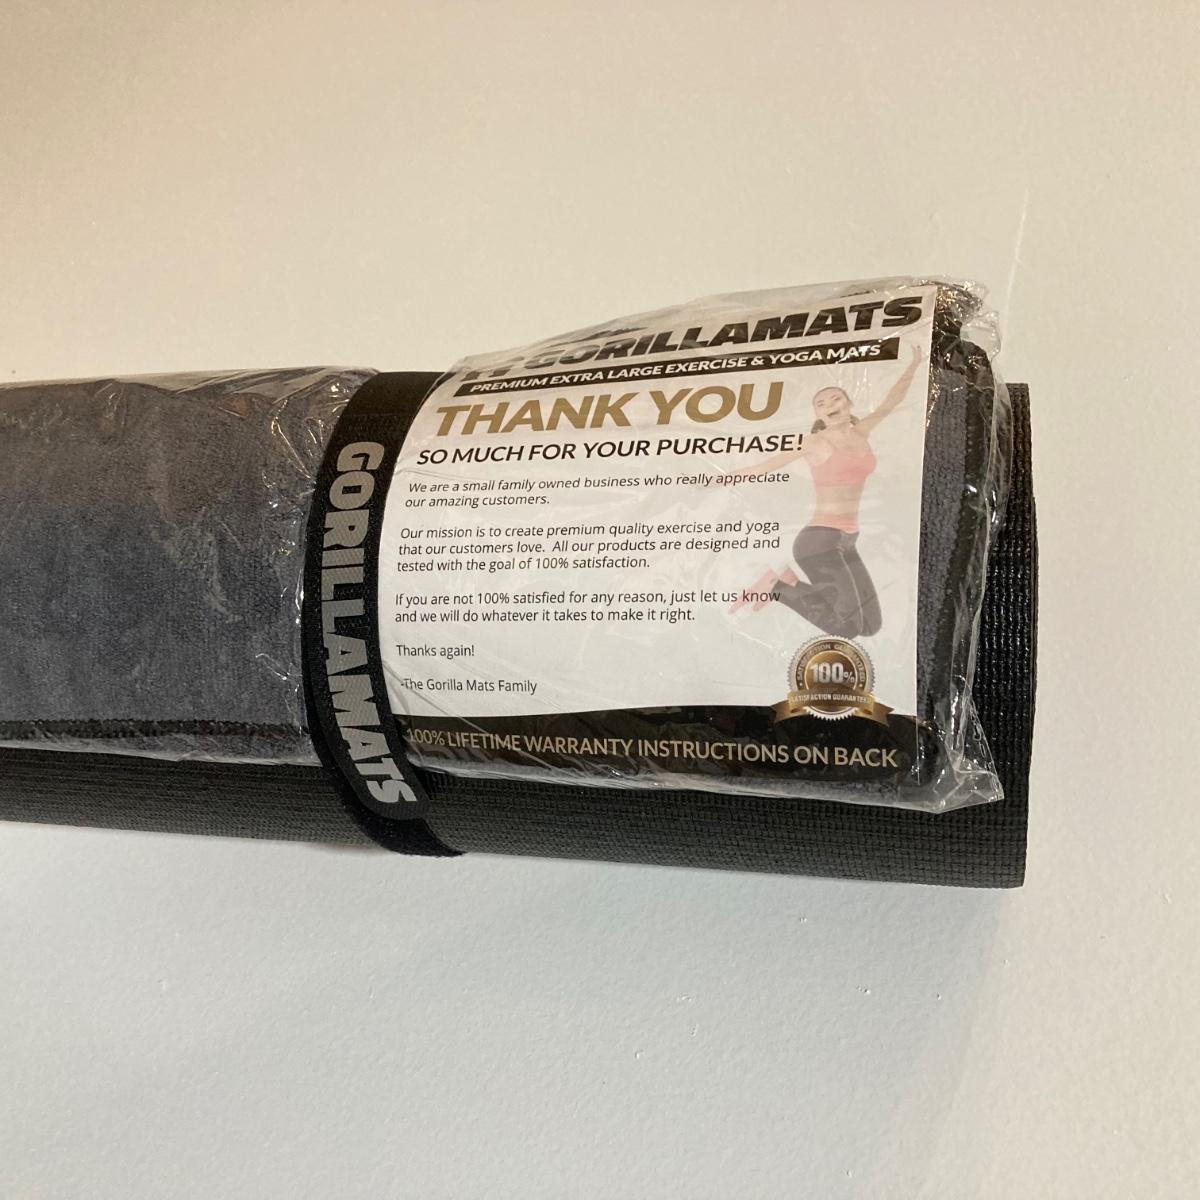 GORILLAMATS
PREMIUM EXTRA LARGE EXERCISE & YOGA MATS
THANK YOU
SO MUCH FOR YOUR PURCHASE!
We are a small family owned business who really appreciate
our amazing customers.
Our mission is to create premium quality exercise and yoga
that our customers love. All our products are designed and
tested with the goal of 100% satisfaction.
If you are not 100% satisfied for any reason, just let us know
and we will do whatever it takes to make it right.
Thanks again!
-The Gorilla Mats Family
SATISFACTION GUARANTEED
100%
SATISFACTION GUARANTEE
100% LIFETIME WARRANTY INSTRUCTIONS ON BACK
GORILLAMATS